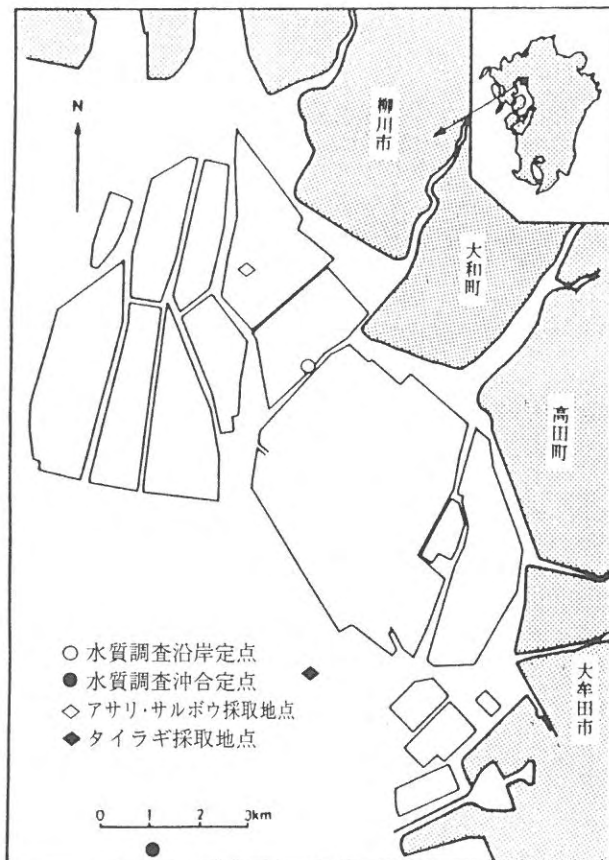 N
柳川市
大和町
高田町
大牟田市
○ 水質調査沿岸定点
● 水質調査沖合定点
◇ アサリ・サルボウ採取地点
◆ タイラギ採取地点
0 1 2 3km